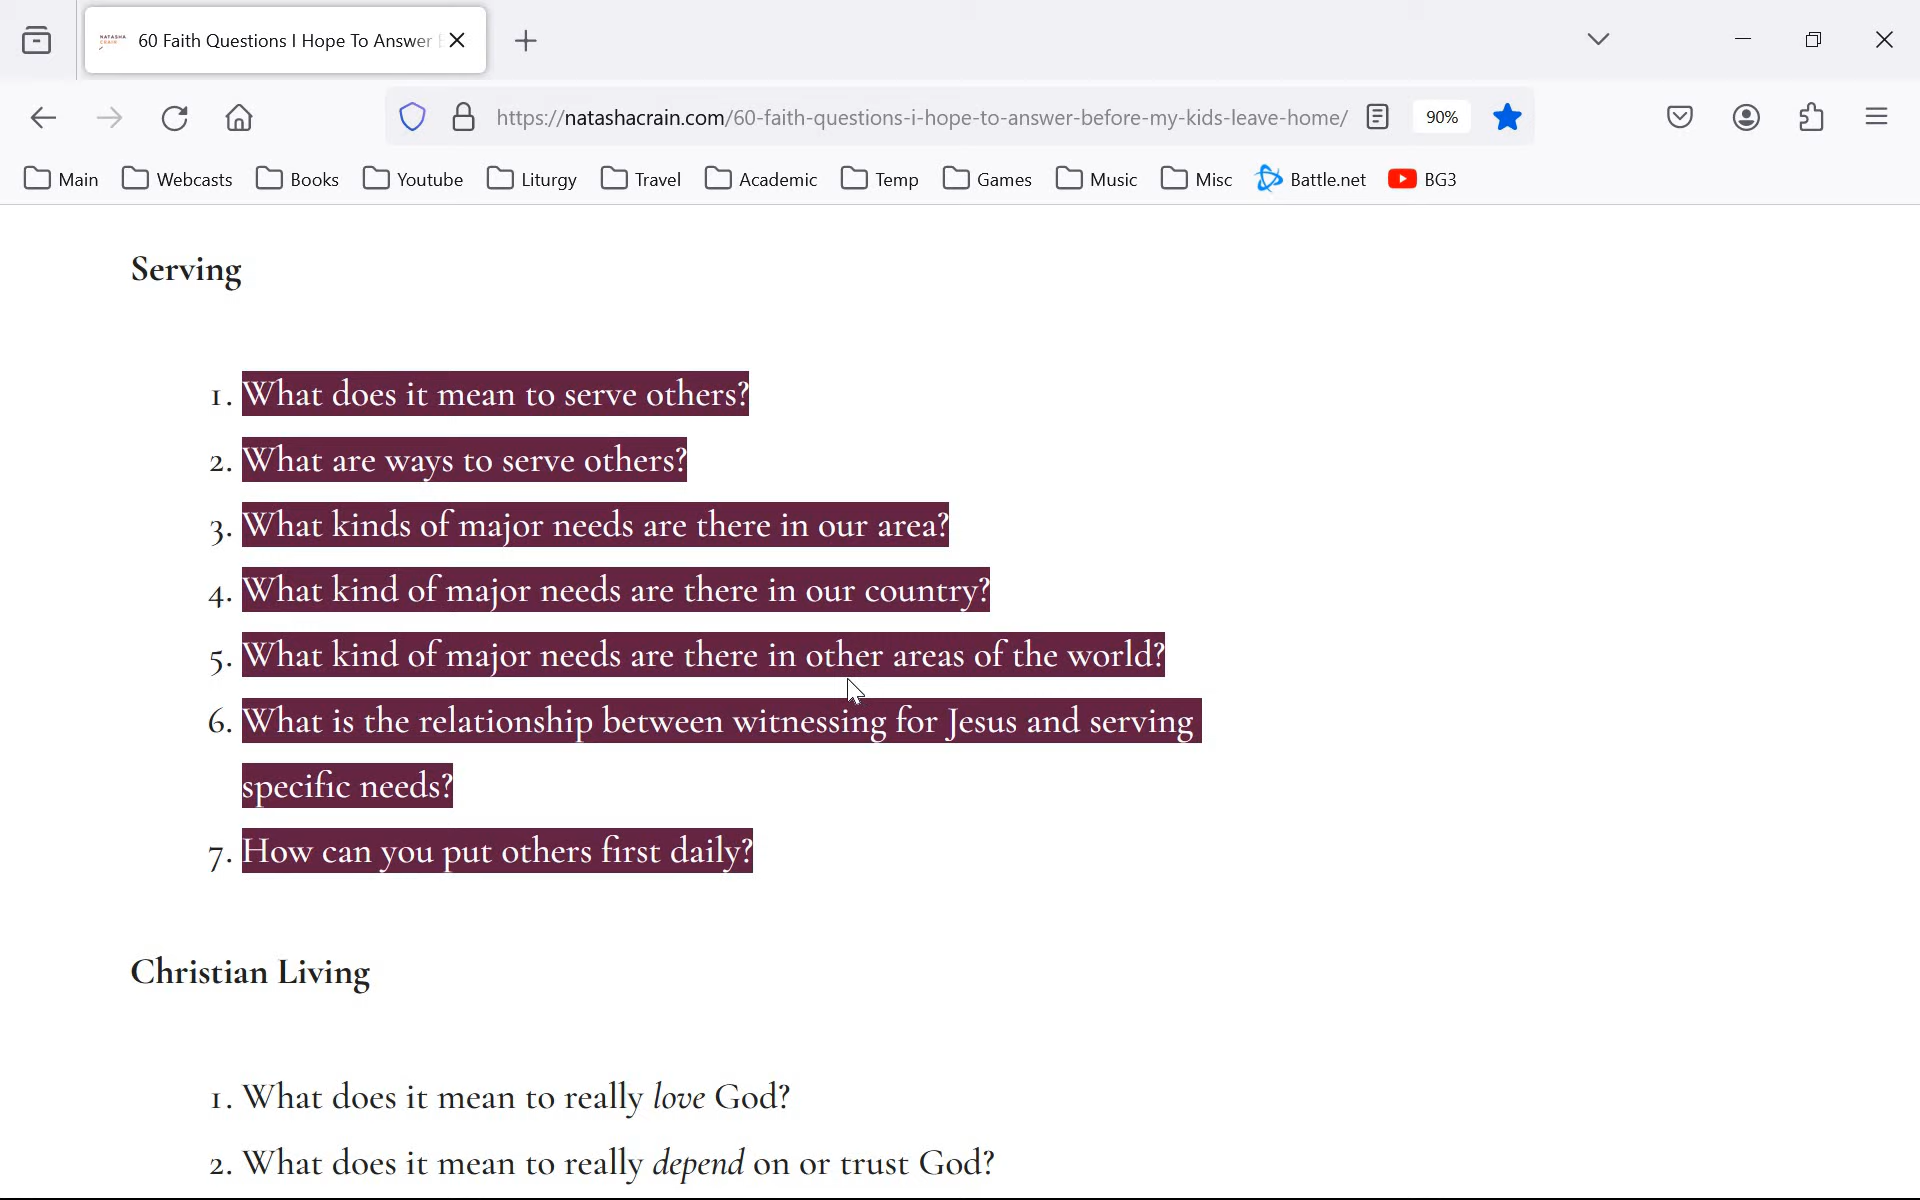 NATASHA
CRAIN
60 Faith Questions I Hope To Answer
https://natashacrain.com/60-faith-questions-i-hope-to-answer-before-my-kids-leave-home/
90%
Main Webcasts Books Youtube Liturgy Travel Academic Temp Games Music Misc Battle.net BG3
Serving
1. What does it mean to serve others?
2. What are ways to serve others?
3. What kinds of major needs are there in our area?
4. What kind of major needs are there in our country?
5. What kind of major needs are there in other areas of the world?
6. What is the relationship between witnessing for Jesus and serving
specific needs?
7. How can you put others first daily?
Christian Living
1. What does it mean to really love God?
2. What does it mean to really depend on or trust God?